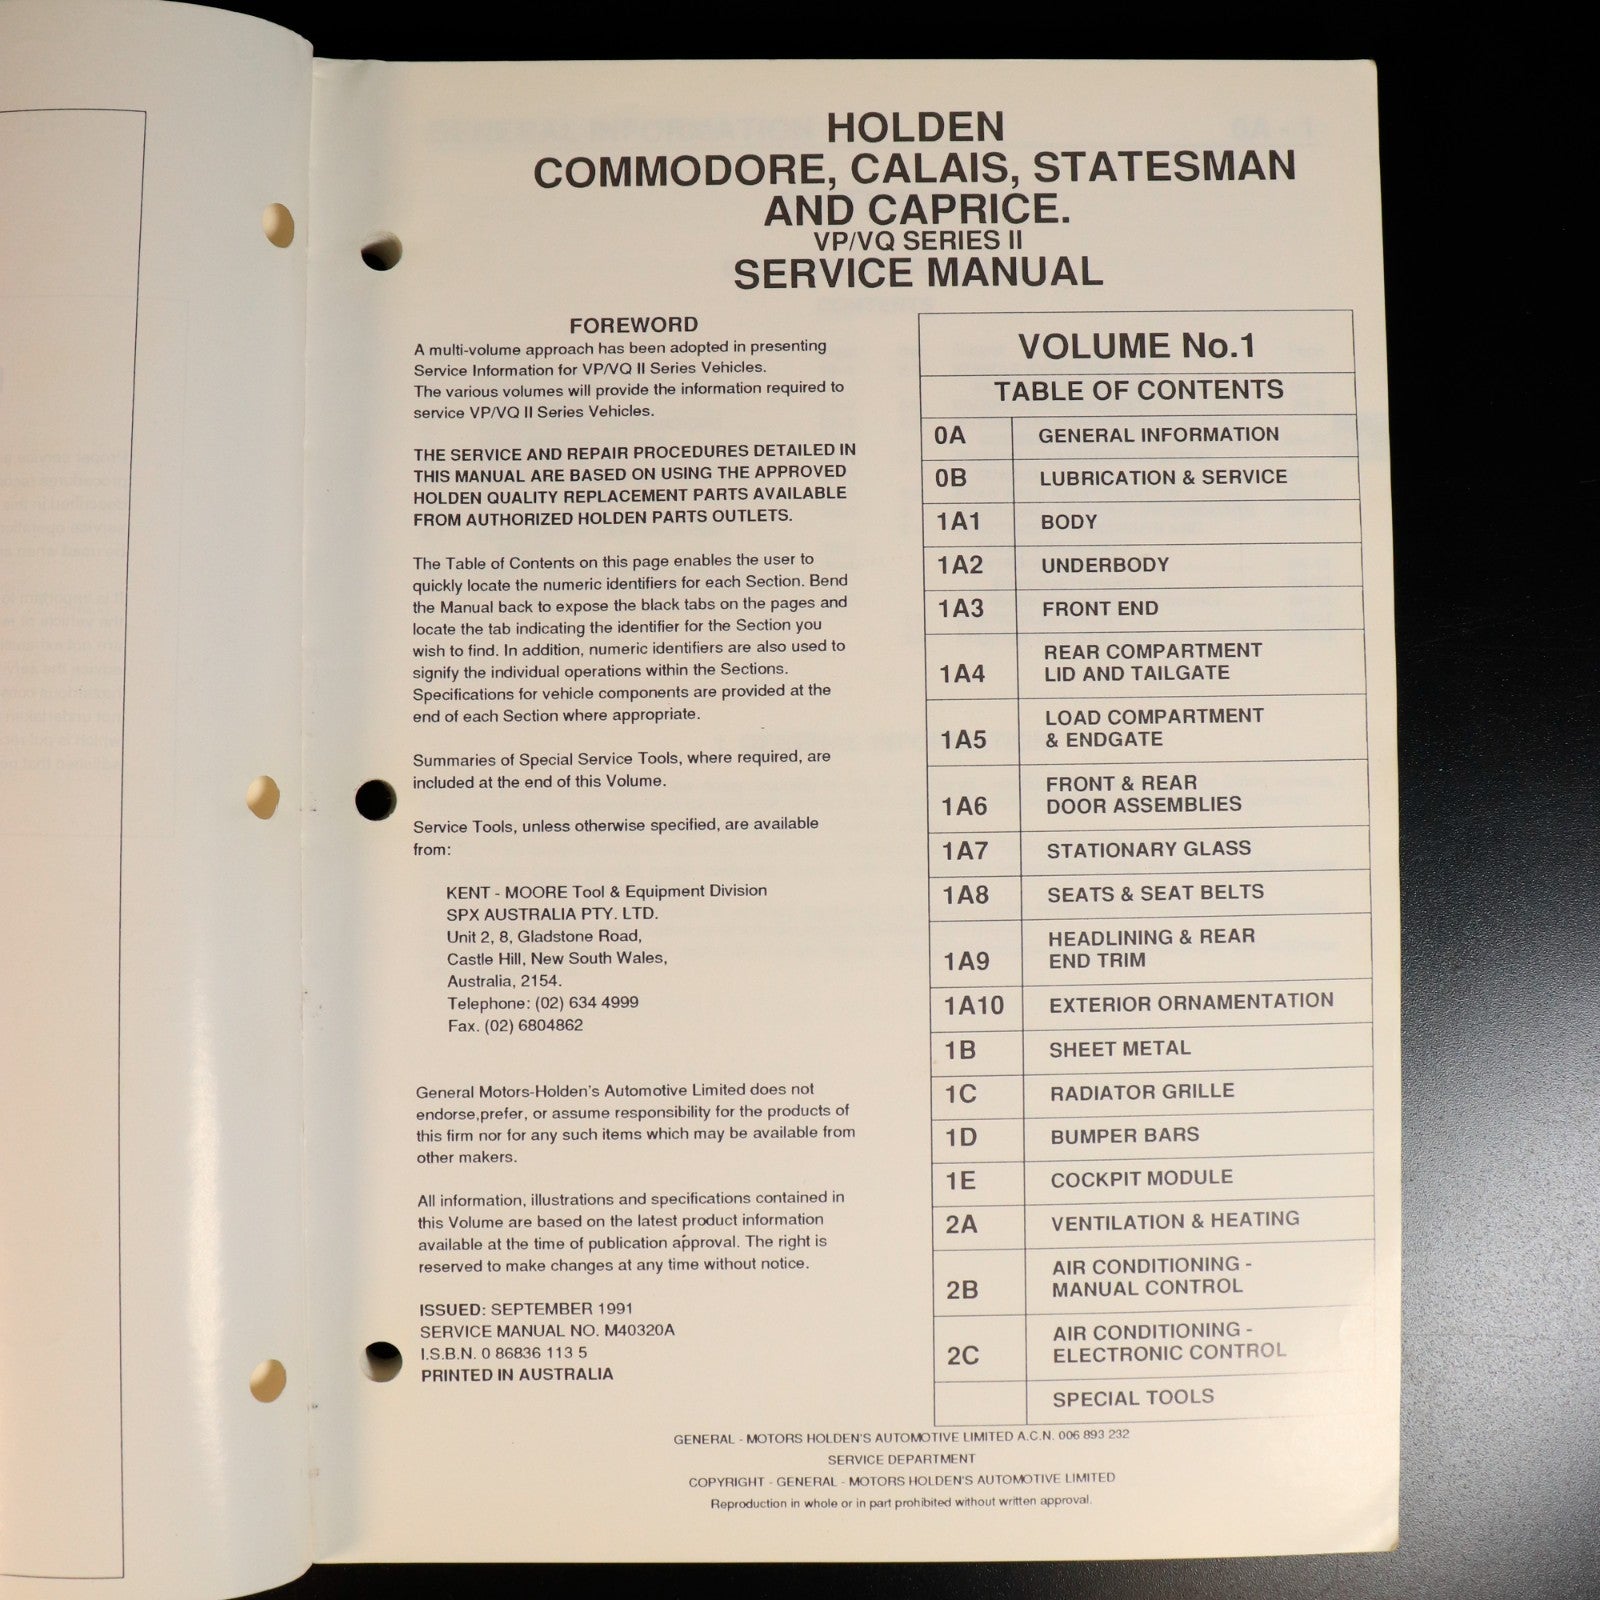 HOLDEN
COMMODORE, CALAIS, STATESMAN
AND CAPRICE.
VP/VQ SERIES II
SERVICE MANUAL
FOREWORD
A multi-volume approach has been adopted in presenting
Service Information for VP/VQ II Series Vehicles.
The various volumes will provide the information required to
service VP/VQ II Series Vehicles.
THE SERVICE AND REPAIR PROCEDURES DETAILED IN
THIS MANUAL ARE BASED ON USING THE APPROVED
HOLDEN QUALITY REPLACEMENT PARTS AVAILABLE
FROM AUTHORIZED HOLDEN PARTS OUTLETS.
The Table of Contents on this page enables the user to
quickly locate the numeric identifiers for each Section. Bend
the Manual back to expose the black tabs on the pages and
locate the tab indicating the identifier for the Section you
wish to find. In addition, numeric identifiers are also used to
signify the individual operations within the Sections.
Specifications for vehicle components are provided at the
end of each Section where appropriate.
Summaries of Special Service Tools, where required, are
included at the end of this Volume.
Service Tools, unless otherwise specified, are available
from:
KENT - MOORE Tool & Equipment Division
SPX AUSTRALIA PTY. LTD.
Unit 2, 8, Gladstone Road,
Castle Hill, New South Wales,
Australia, 2154.
Telephone: (02) 634 4999
Fax. (02) 6804862
General Motors-Holden's Automotive Limited does not
endorse,prefer, or assume responsibility for the products of
this firm nor for any such items which may be available from
other makers.
All information, illustrations and specifications contained in
this Volume are based on the latest product information
available at the time of publication approval. The right is
reserved to make changes at any time without notice.
ISSUED: SEPTEMBER 1991
SERVICE MANUAL NO. M40320A
I.S.B.N. 0 86836 113 5
PRINTED IN AUSTRALIA
VOLUME No.1
TABLE OF CONTENTS
0A GENERAL INFORMATION
0B LUBRICATION & SERVICE
1A1 BODY
1A2 UNDERBODY
1A3 FRONT END
1A4 REAR COMPARTMENT
LID AND TAILGATE
1A5 LOAD COMPARTMENT
& ENDGATE
1A6 FRONT & REAR
DOOR ASSEMBLIES
1A7 STATIONARY GLASS
1A8 SEATS & SEAT BELTS
1A9 HEADLINING & REAR
END TRIM
1A10 EXTERIOR ORNAMENTATION
1B SHEET METAL
1C RADIATOR GRILLE
1D BUMPER BARS
1E COCKPIT MODULE
2A VENTILATION & HEATING
2B AIR CONDITIONING -
MANUAL CONTROL
2C AIR CONDITIONING -
ELECTRONIC CONTROL
SPECIAL TOOLS
GENERAL - MOTORS HOLDEN'S AUTOMOTIVE LIMITED A.C.N. 006 893 232
SERVICE DEPARTMENT
COPYRIGHT - GENERAL - MOTORS HOLDEN'S AUTOMOTIVE LIMITED
Reproduction in whole or in part prohibited without written approval.